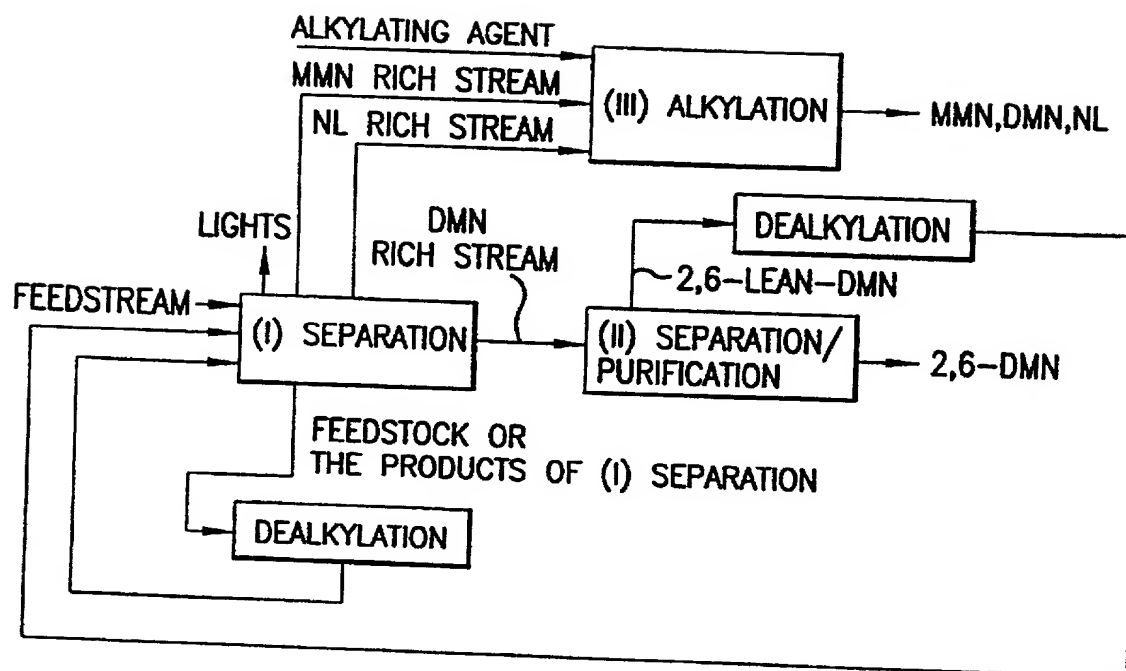 ALKYLATING AGENT
MMN RICH STREAM
NL RICH STREAM
(III) ALKYLATION
MMN,DMN,NL
LIGHTS
DMN
RICH STREAM
DEALKYLATION
2,6-LEAN-DMN
FEEDSTREAM
(I) SEPARATION
(II) SEPARATION/
PURIFICATION
2,6-DMN
FEEDSTOCK OR
THE PRODUCTS OF (I) SEPARATION
DEALKYLATION